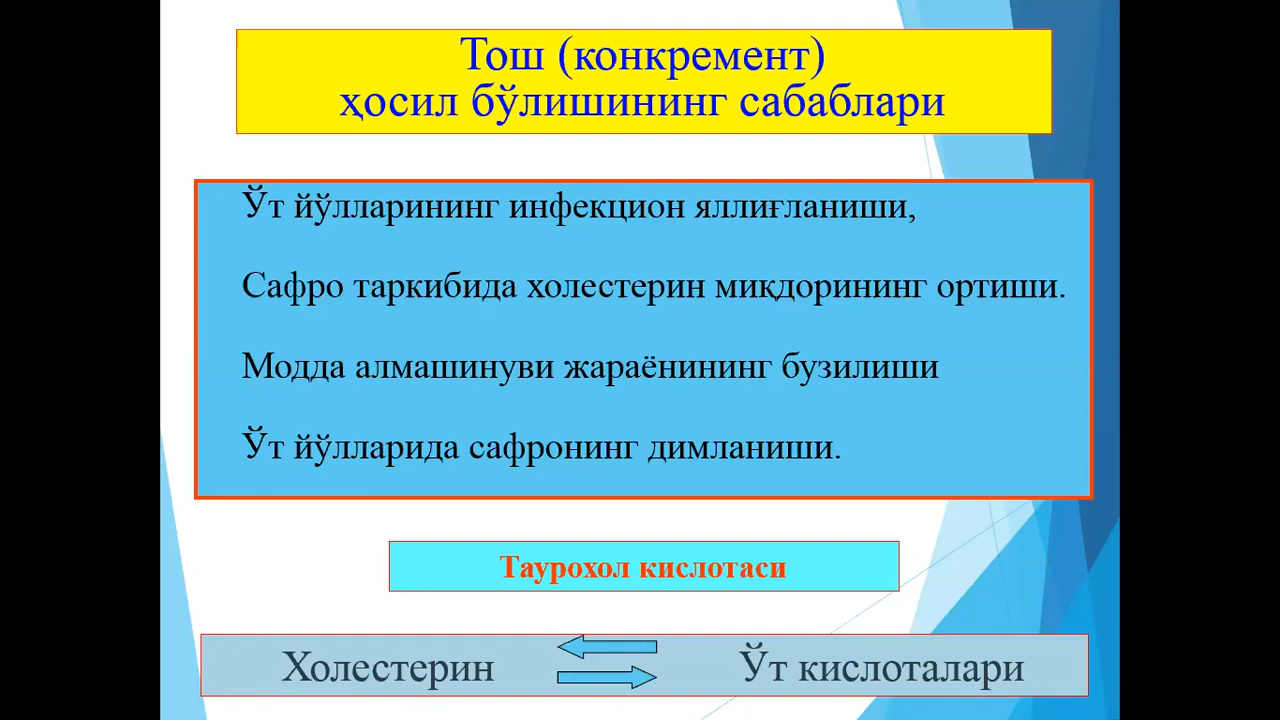 Тош (конкремент)
ҳосил бўлишининг сабаблари
Ўт йўлларининг инфекцион яллиғланиши,
Сафро таркибида холестерин миқдорининг ортиши.
Модда алмашинуви жараёнининг бузилиши
Ўт йўлларида сафронинг димланиши.
Таурохол кислотаси
Холестерин Ўт кислоталари